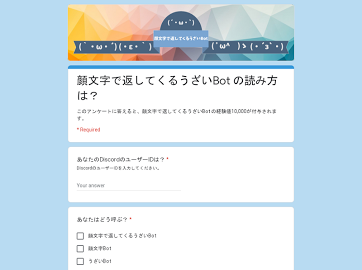 (´・ω・`)
顔文字で返してくるうざいBot
(´・ω・`)(・ε・`)
(´ω`)
顔文字で返してくるうざいBot の読み方は？
このアンケートに答えると、顔文字で返してくるうざいBotの経験値10,000が付与されます。
* Required
あなたのDiscordのユーザーIDは？ *
DiscordのユーザーIDを入力してください。
Your answer
あなたはどう呼ぶ？ *
顔文字で返してくるうざいBot
顔文字Bot
うざいBot